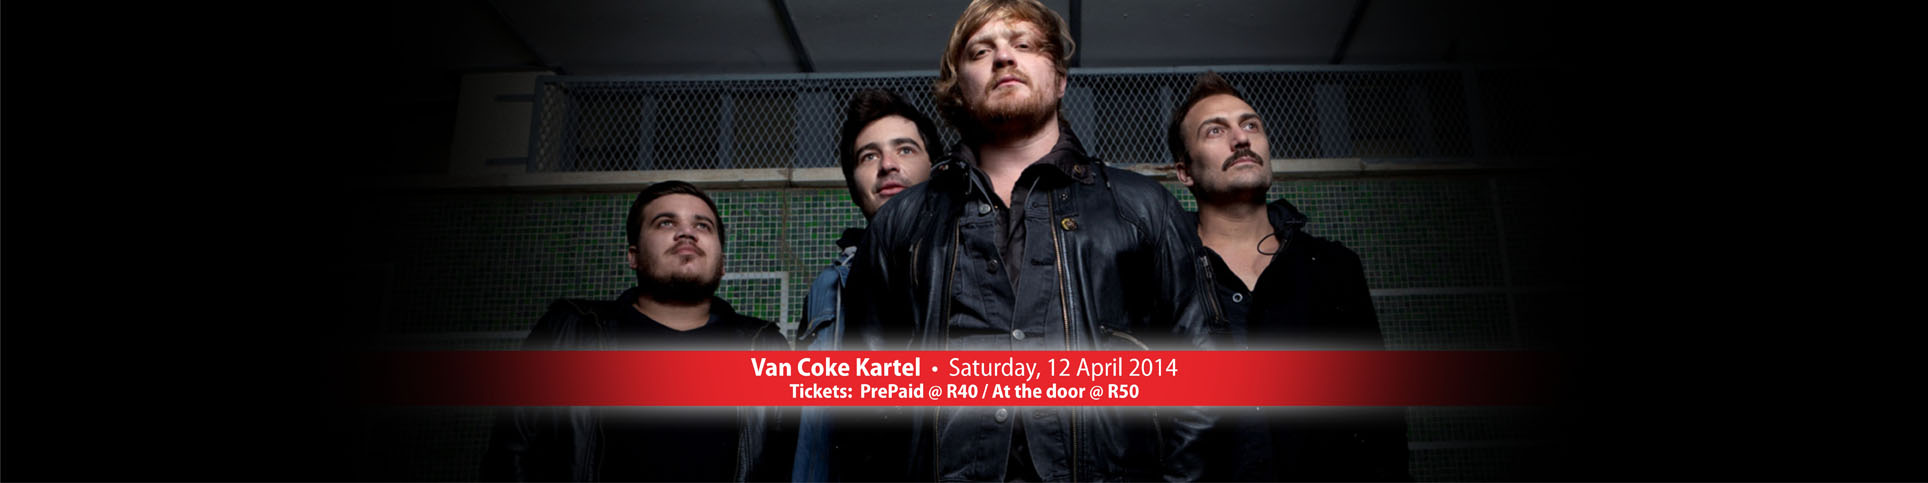 Van Coke Kartel • Saturday, 12 April 2014
Tickets: PrePaid @ R40 / At the door @ R50